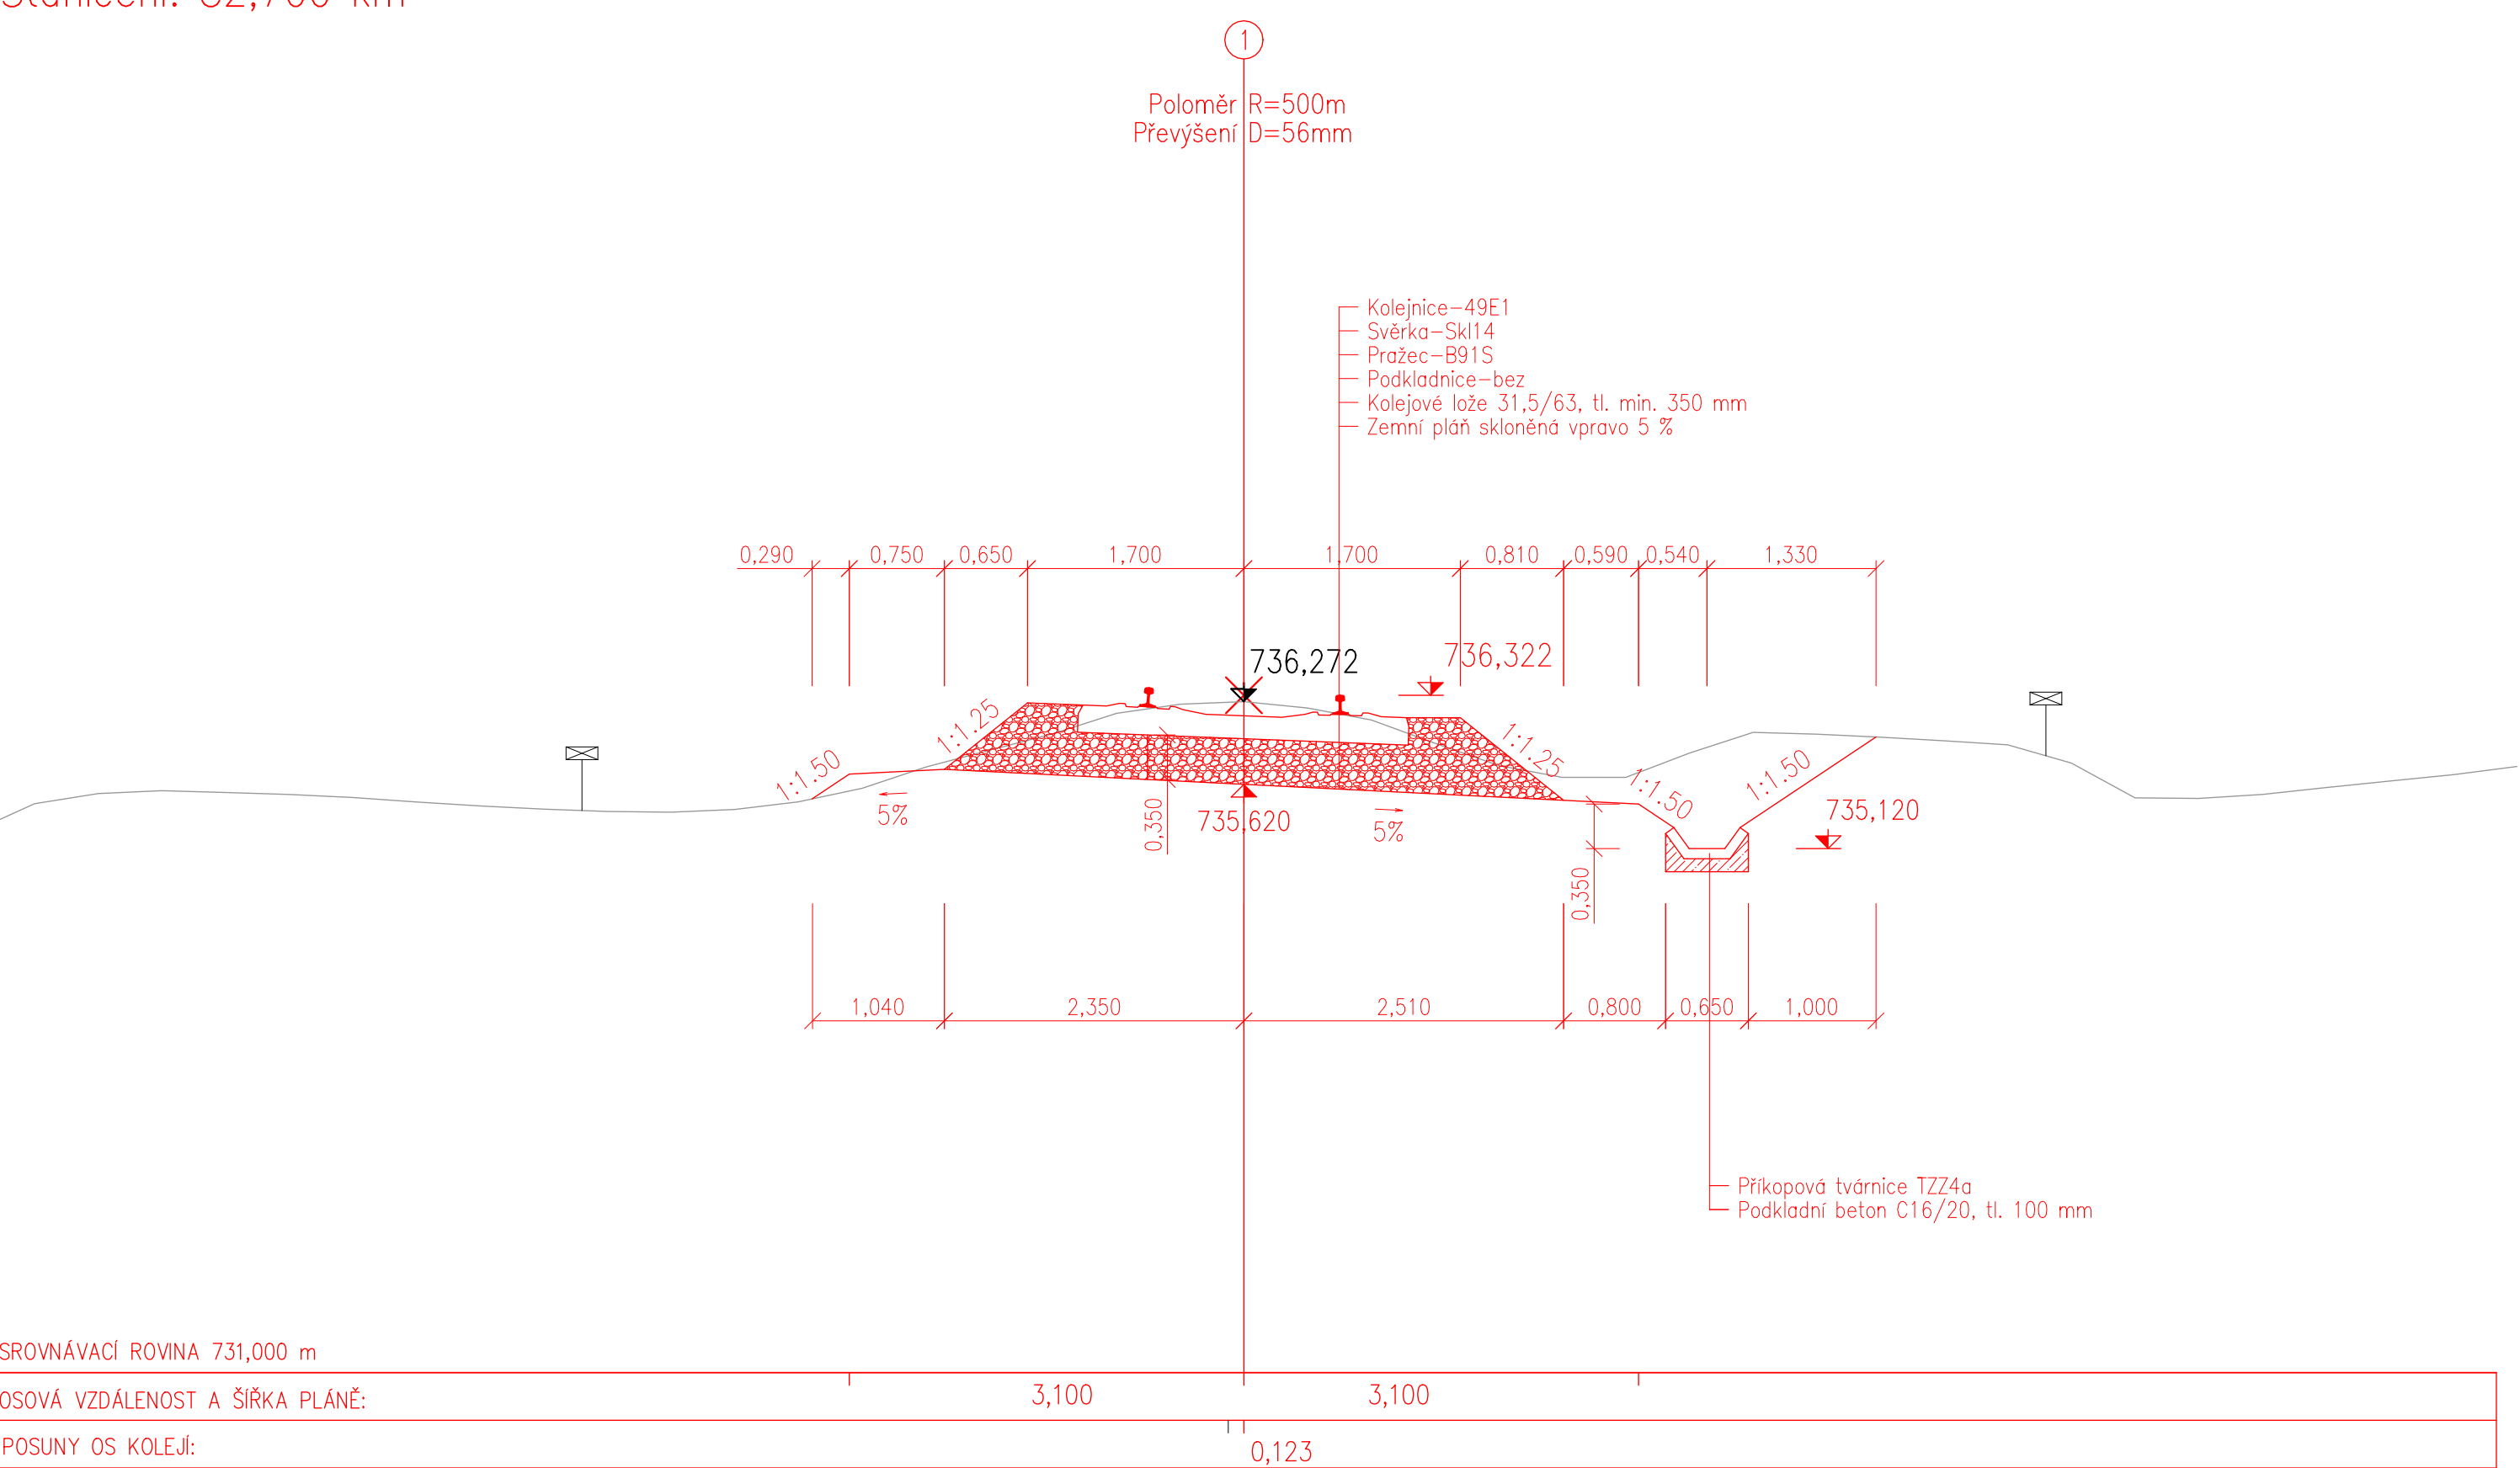 1
Poloměr R=500m
Převýšení D=56mm
Kolejnice-49E1
Svěrka-Skl14
Pražec-B91S
Podkladnice-bez
Kolejové lože 31,5/63, tl. min. 350 mm
Zemní pláň skloněná vpravo 5 %
0,290 0,750 0,650 1,700 1,700 0,810 0,590 0,540 1,330
736,272
736,322
1:1.50
1:1.25
1:1.25
1:1.50
1:1.50
5%
0,350
735,620
5%
735,120
0,350
1,040 2,350 2,510 0,800 0,650 1,000
Příkopová tvárnice TZZ4a
Podkladní beton C16/20, tl. 100 mm
SROVNÁVACÍ ROVINA 731,000 m
OSOVÁ VZDÁLENOST A ŠÍŘKA PLÁNĚ: 3,100 3,100
POSUNY OS KOLEJÍ: 0,123